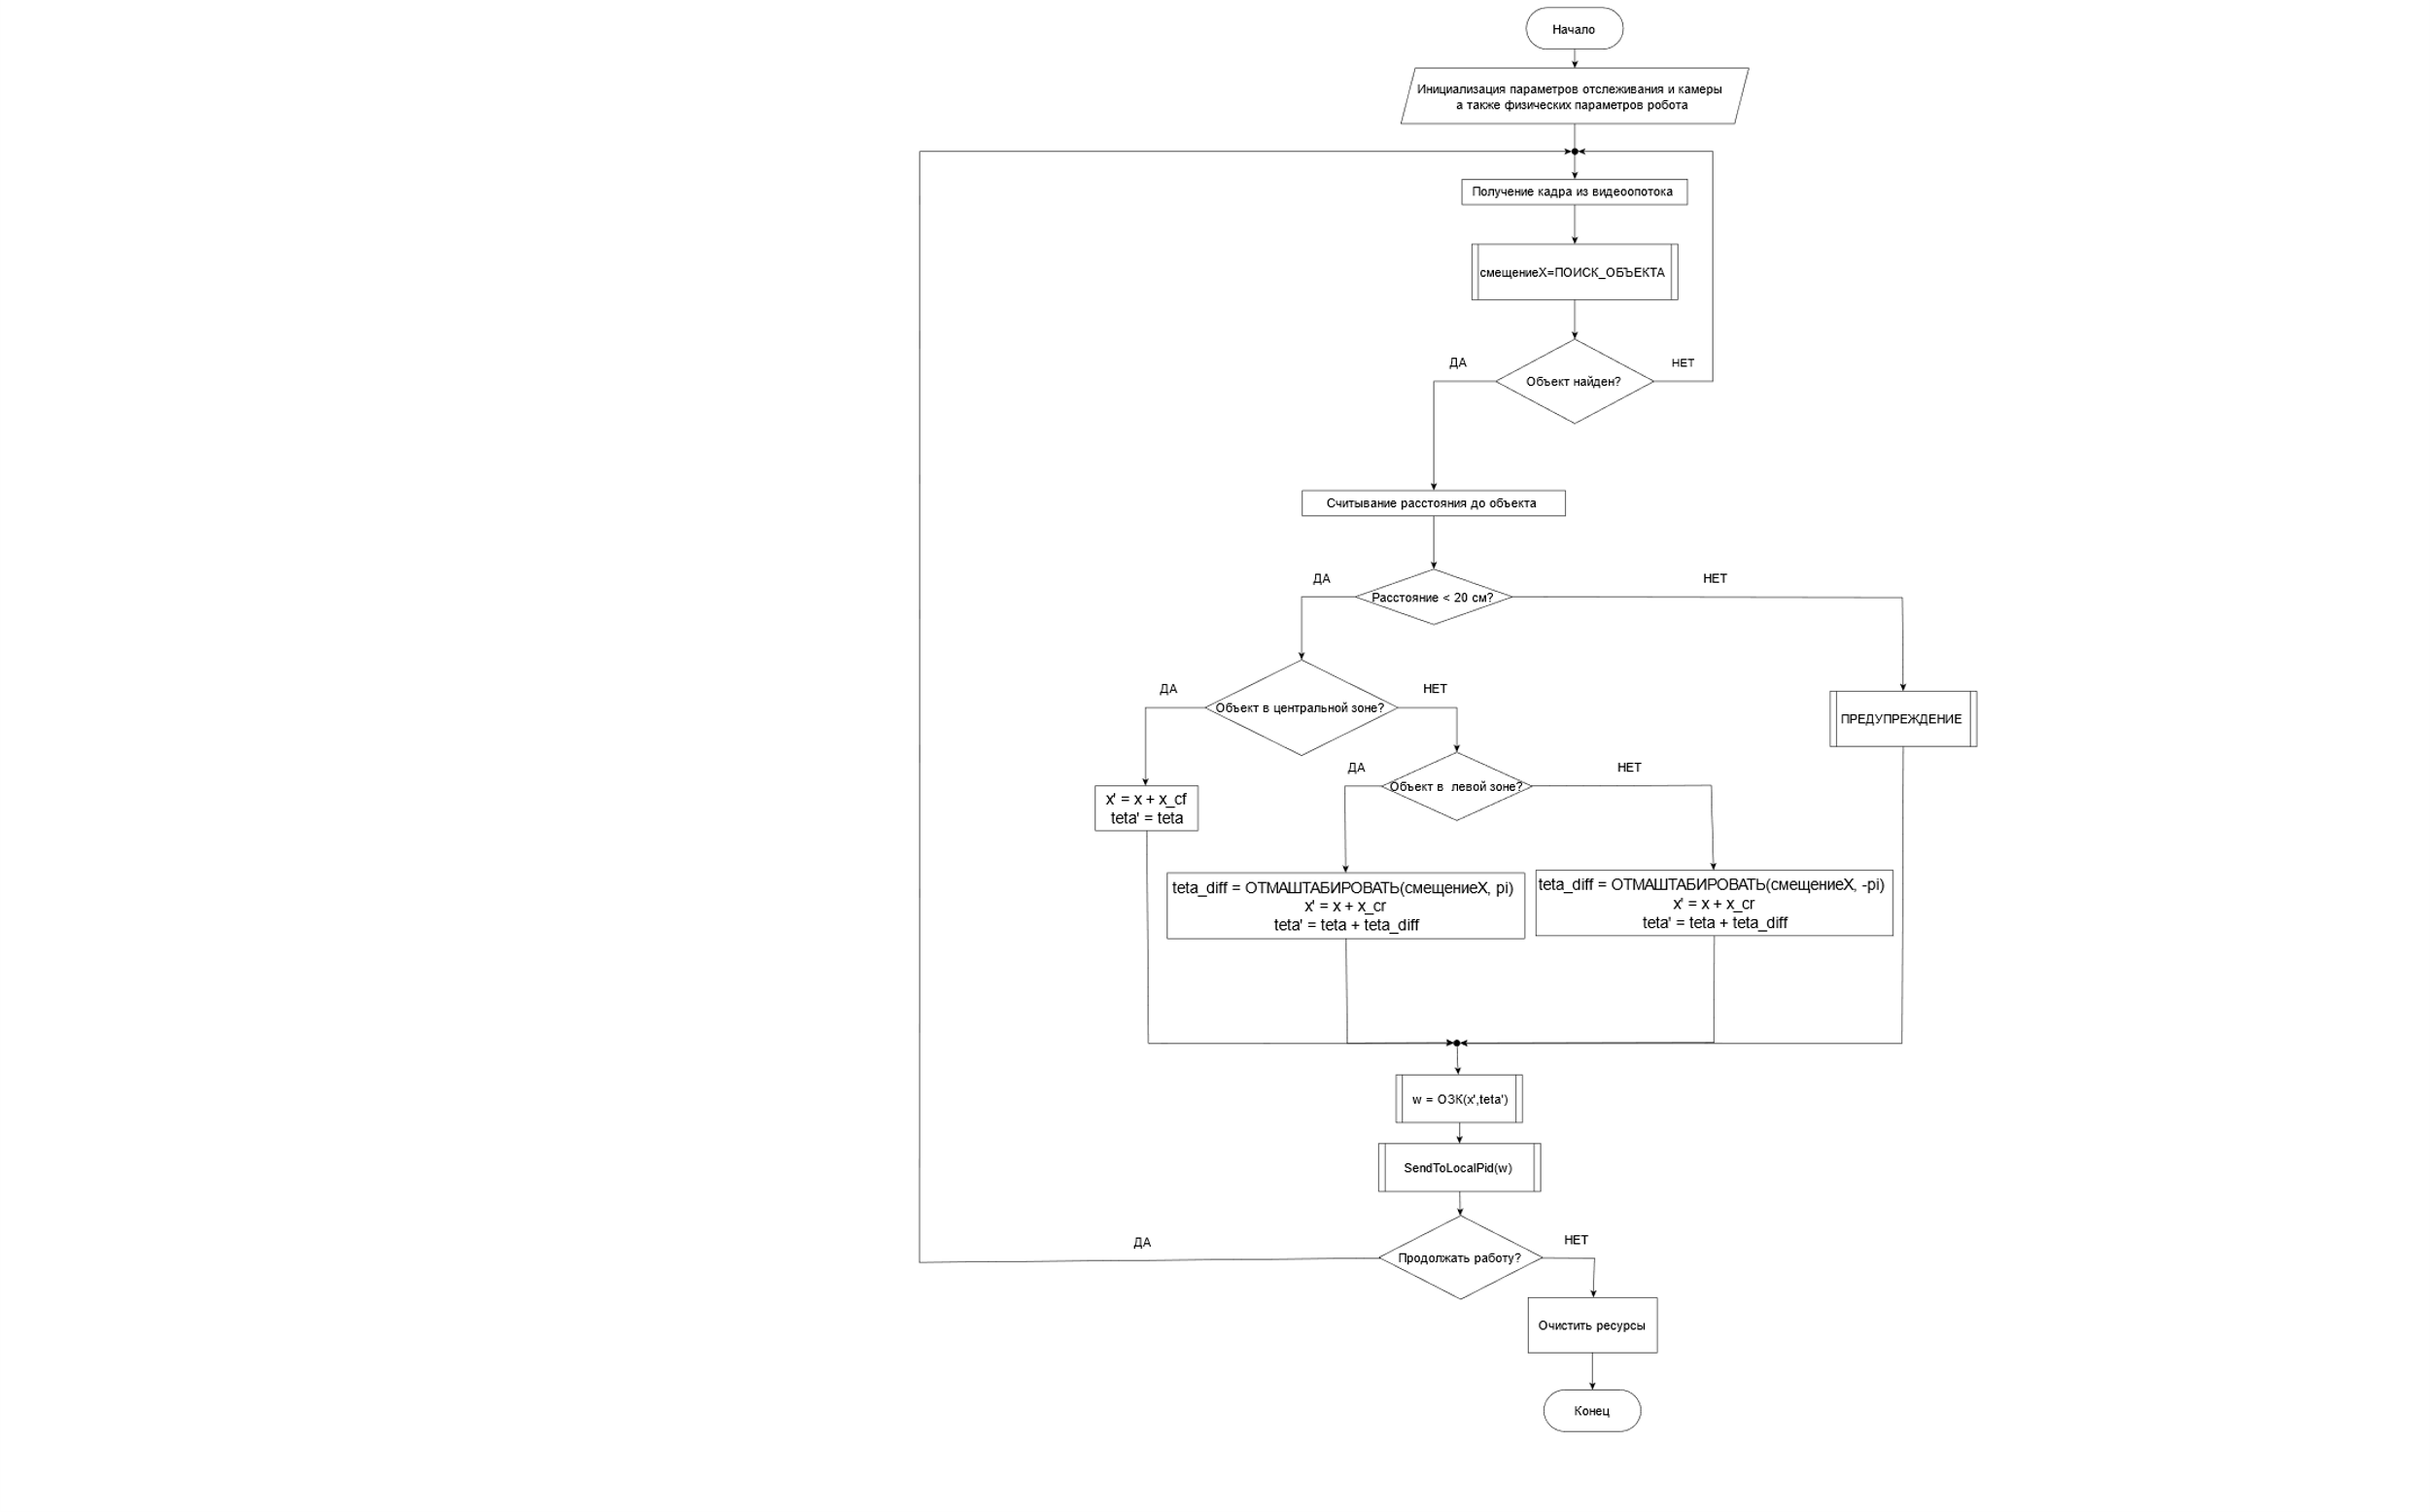 Начало
Инициализация параметров отслеживания и камеры
а также физических параметров робота
Получение кадра из видеоопотока
смещениеX=ПОИСК_ОБЪЕКТА
ДА
НЕТ
Объект найден?
Считывание расстояния до объекта
ДА
НЕТ
Расстояние < 20 см?
ДА
НЕТ
Объект в центральной зоне?
ПРЕДУПРЕЖДЕНИЕ
ДА
НЕТ
Объект в  левой зоне?
x' = x + x_cf
teta' = teta
teta_diff = ОТМАШТАБИРОВАТЬ(смещениеX, pi)
x' = x + x_cr
teta' = teta + teta_diff
teta_diff = ОТМАШТАБИРОВАТЬ(смещениеX, -pi)
x' = x + x_cr
teta' = teta + teta_diff
w = ОЗК(x',teta')
SendToLocalPid(w)
ДА
НЕТ
Продолжать работу?
Очистить ресурсы
Конец